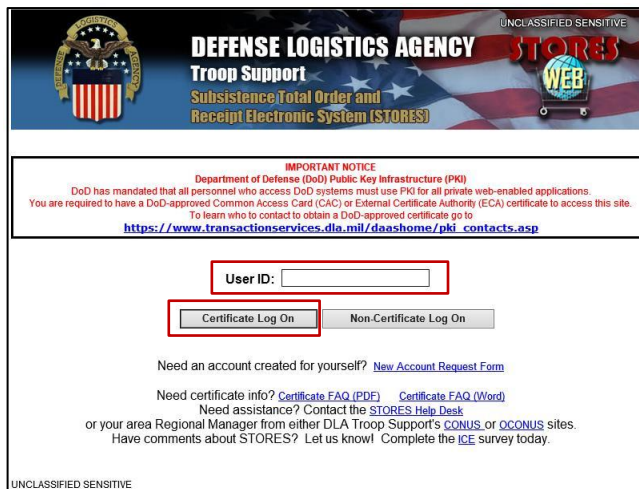 UNCLASSIFIED SENSITIVE
DEFENSE LOGISTICS AGENCY
Troop Support
Subsistence Total Order and
Receipt Electronic System (STORES)
DEFENSE LOGISTICS AGENCY
STORES
WEB
IMPORTANT NOTICE
Department of Defense (DoD) Public Key Infrastructure (PKI)
DoD has mandated that all personnel who access DoD systems must use PKI for all private web-enabled applications.
You are required to have a DoD-approved Common Access Card (CAC) or External Certificate Authority (ECA) certificate to access this site.
To learn who to contact to obtain a DoD-approved certificate go to
https://www.transactionservices.dla.mil/daashome/pki_contacts.asp
User ID:
Certificate Log On Non-Certificate Log On
Need an account created for yourself? New Account Request Form
Need certificate info? Certificate FAQ (PDF) Certificate FAQ (Word)
Need assistance? Contact the STORES Help Desk
or your area Regional Manager from either DLA Troop Support's CONUS or OCONUS sites.
Have comments about STORES? Let us know! Complete the ICE survey today.
UNCLASSIFIED SENSITIVE